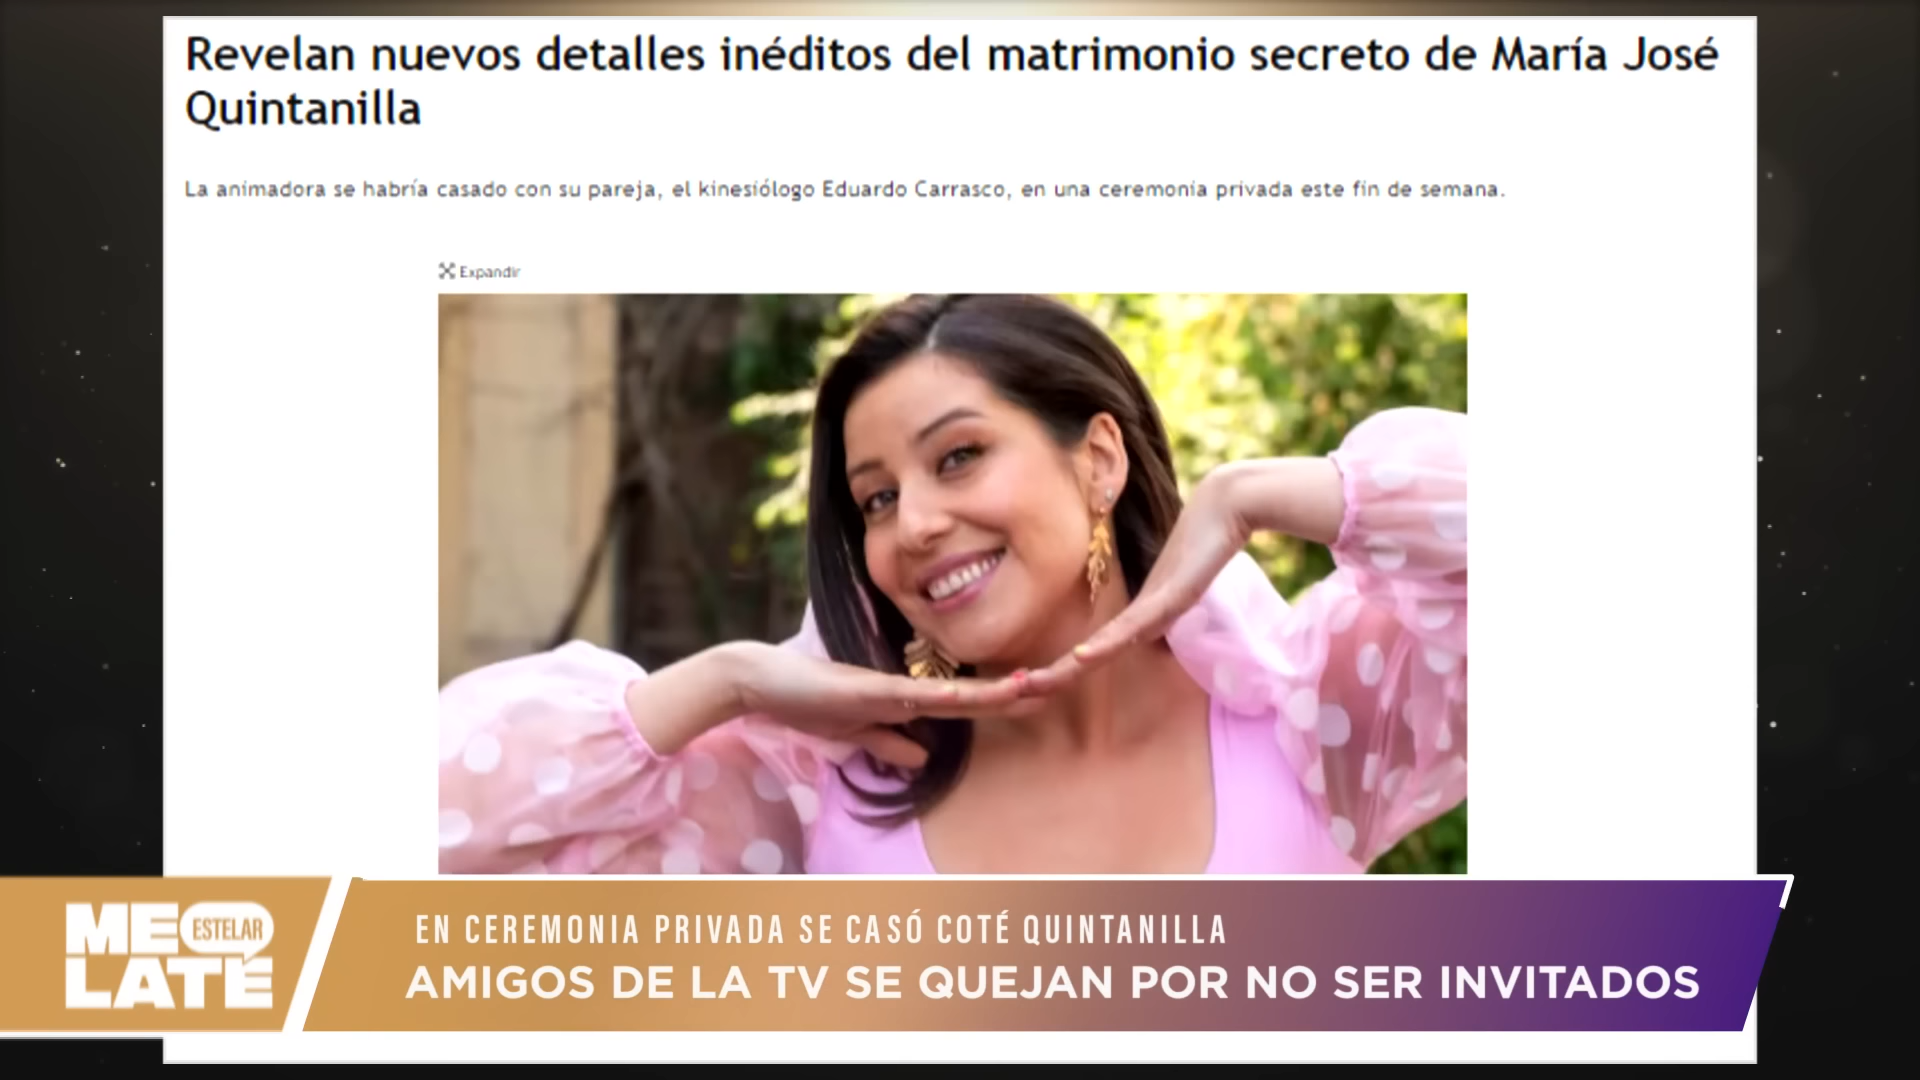 Revelan nuevos detalles inéditos del matrimonio secreto de María José
Quintanilla
La animadora se habría casado con su pareja, el kinesiólogo Eduardo Carrasco, en una ceremonia privada este fin de semana.
Expandir
ME
ESTELAR
LATE
EN CEREMONIA PRIVADA SE CASÓ COTÉ QUINTANILLA
AMIGOS DE LA TV SE QUEJAN POR NO SER INVITADOS